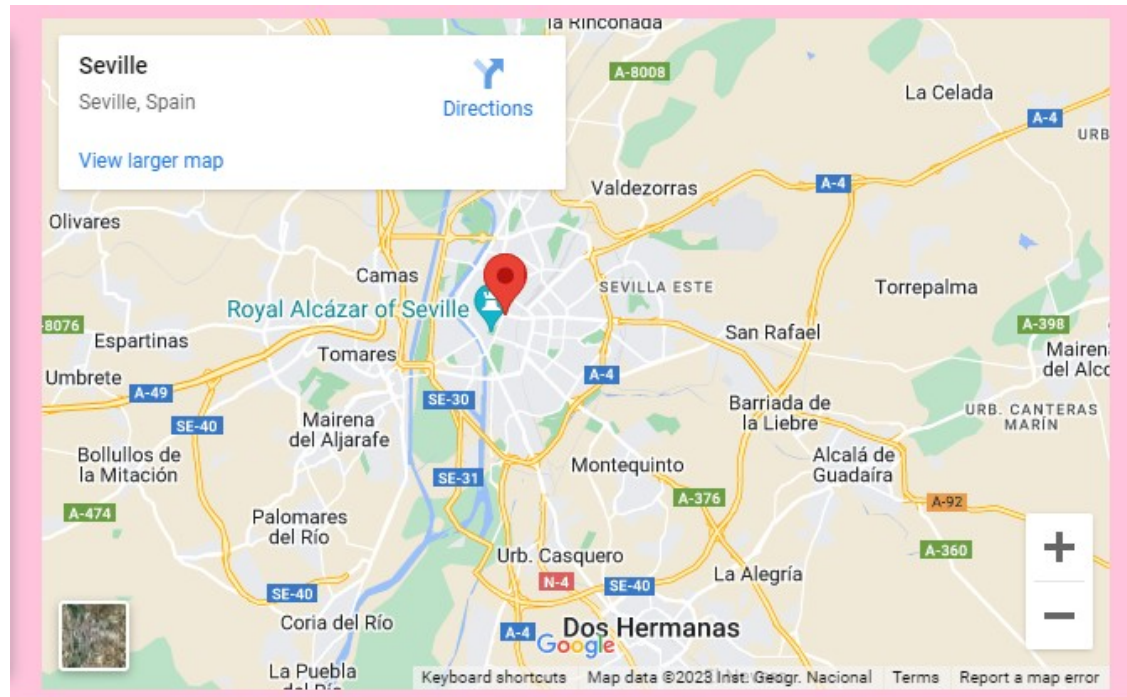 la Rinconada
Seville
Seville, Spain
Directions
View larger map
A-8008
La Celada
A-4
URB
Valdezorras
A-4
Olivares
Camas
SEVILLA ESTE
Torrepalma
Royal Alcázar of Seville
-8076
Espartinas
San Rafael
A-398
Mairen
del Alco
Tomares
Umbrete
A-49
A-4
SE-30
Barriada de
la Liebre
URB. CANTERAS
MARÍN
SE-40
Mairena
del Aljarafe
Bollullos de
la Mitación
Montequinto
Alcalá de
Guadaíra
SE-31
A-376
A-92
A-474
Palomares
del Río
A-360
Urb. Casquero
N-4
SE-40
La Alegría
SE-40
Coria del Río
A-4
Dos Hermanas
Google
La Puebla
del Río
Keyboard shortcuts
Map data ©2023 Inst. Geogr. Nacional
Terms
Report a map error